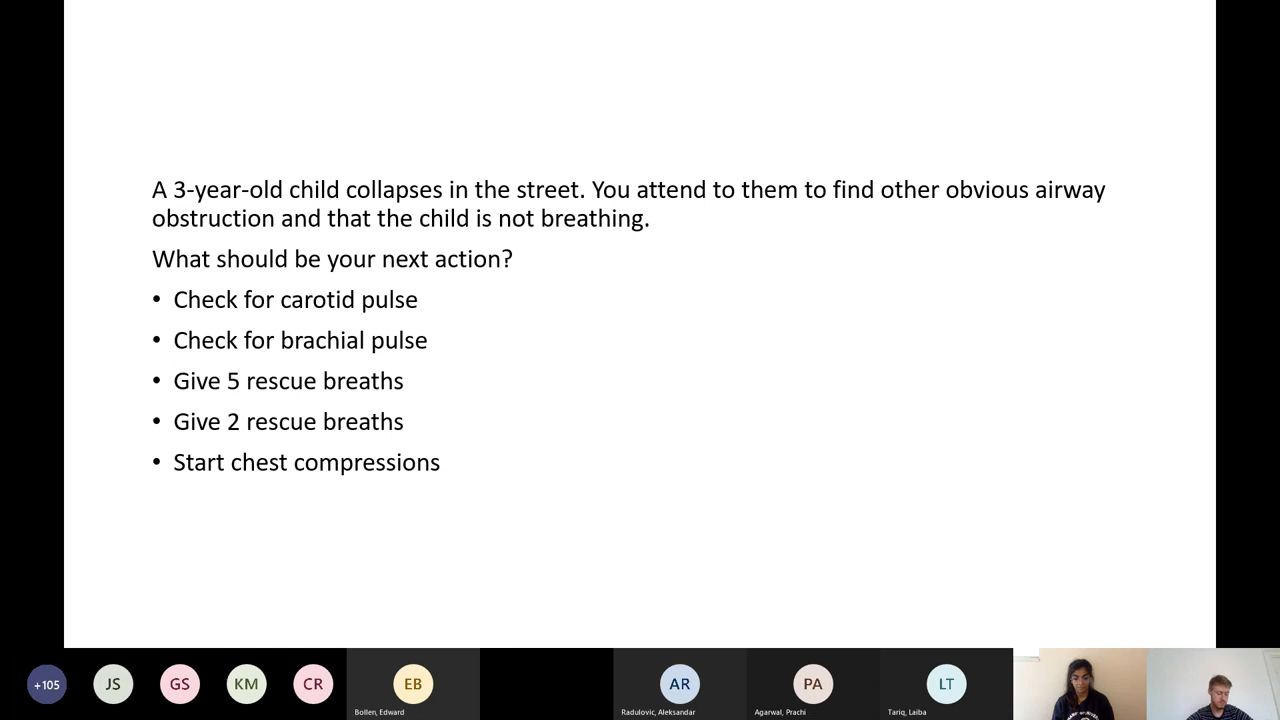 A 3-year-old child collapses in the street. You attend to them to find other obvious airway
obstruction and that the child is not breathing.
What should be your next action?
• Check for carotid pulse
• Check for brachial pulse
• Give 5 rescue breaths
• Give 2 rescue breaths
• Start chest compressions
+105 JS GS KM CR EB AR PA LT
Bollen, Edward Radulovic, Aleksandar Agarwal, Prachi Tariq, Laiba